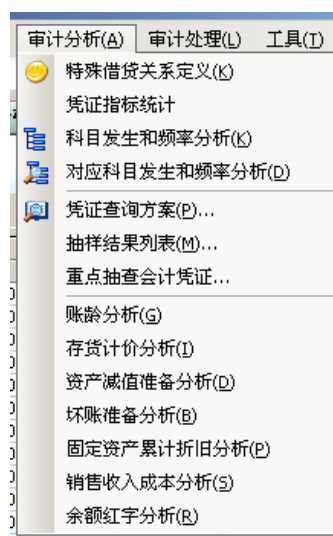 审计分析(A) 审计处理(L) 工具(T)
特殊借贷关系定义(K)
凭证指标统计
科目发生和频率分析(K)
对应科目发生和频率分析(D)
凭证查询方案(P)...
抽样结果列表(M)...
重点抽查会计凭证...
账龄分析(G)
存货计价分析(I)
资产减值准备分析(D)
坏账准备分析(B)
固定资产累计折旧分析(P)
销售收入成本分析(S)
余额红字分析(R)